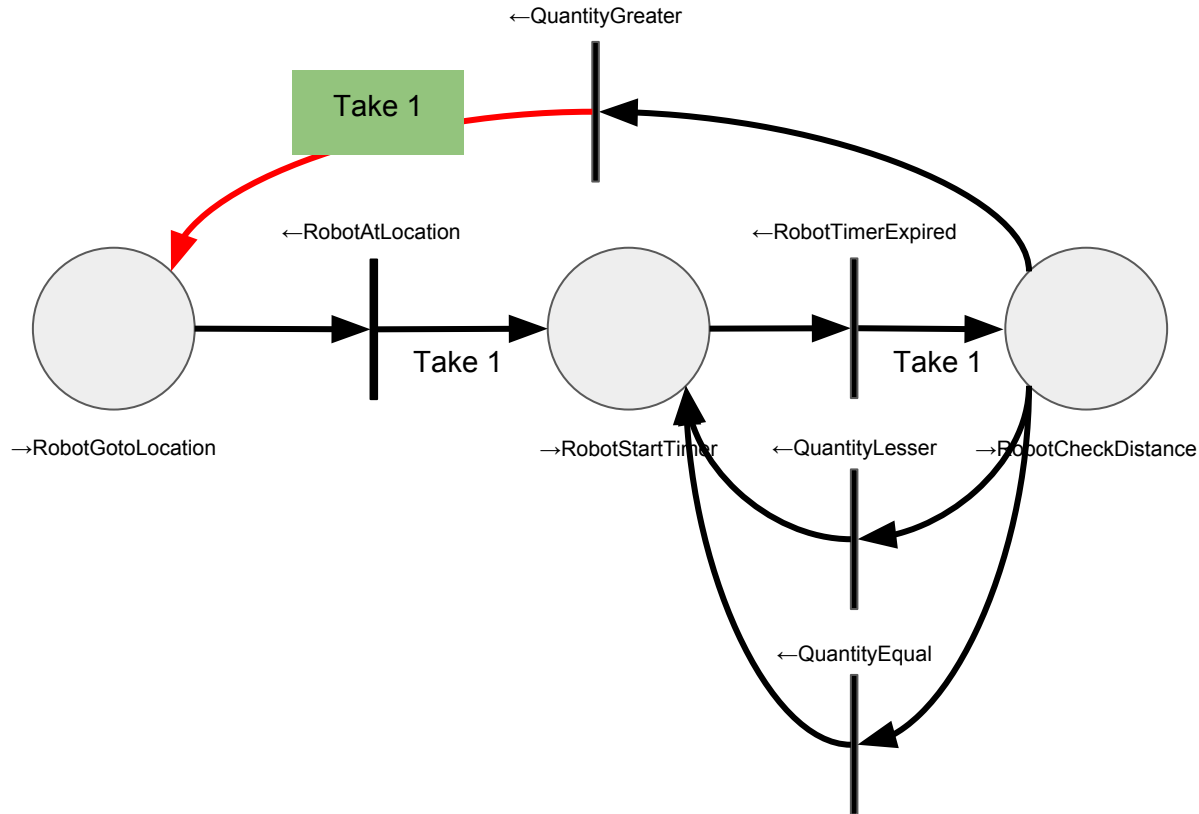 ←QuantityGreater
Take 1
←RobotAtLocation
←RobotTimerExpired
Take 1
Take 1
→RobotGotoLocation
→RobotStartTimer
←QuantityLesser
→RobotCheckDistance
←QuantityEqual